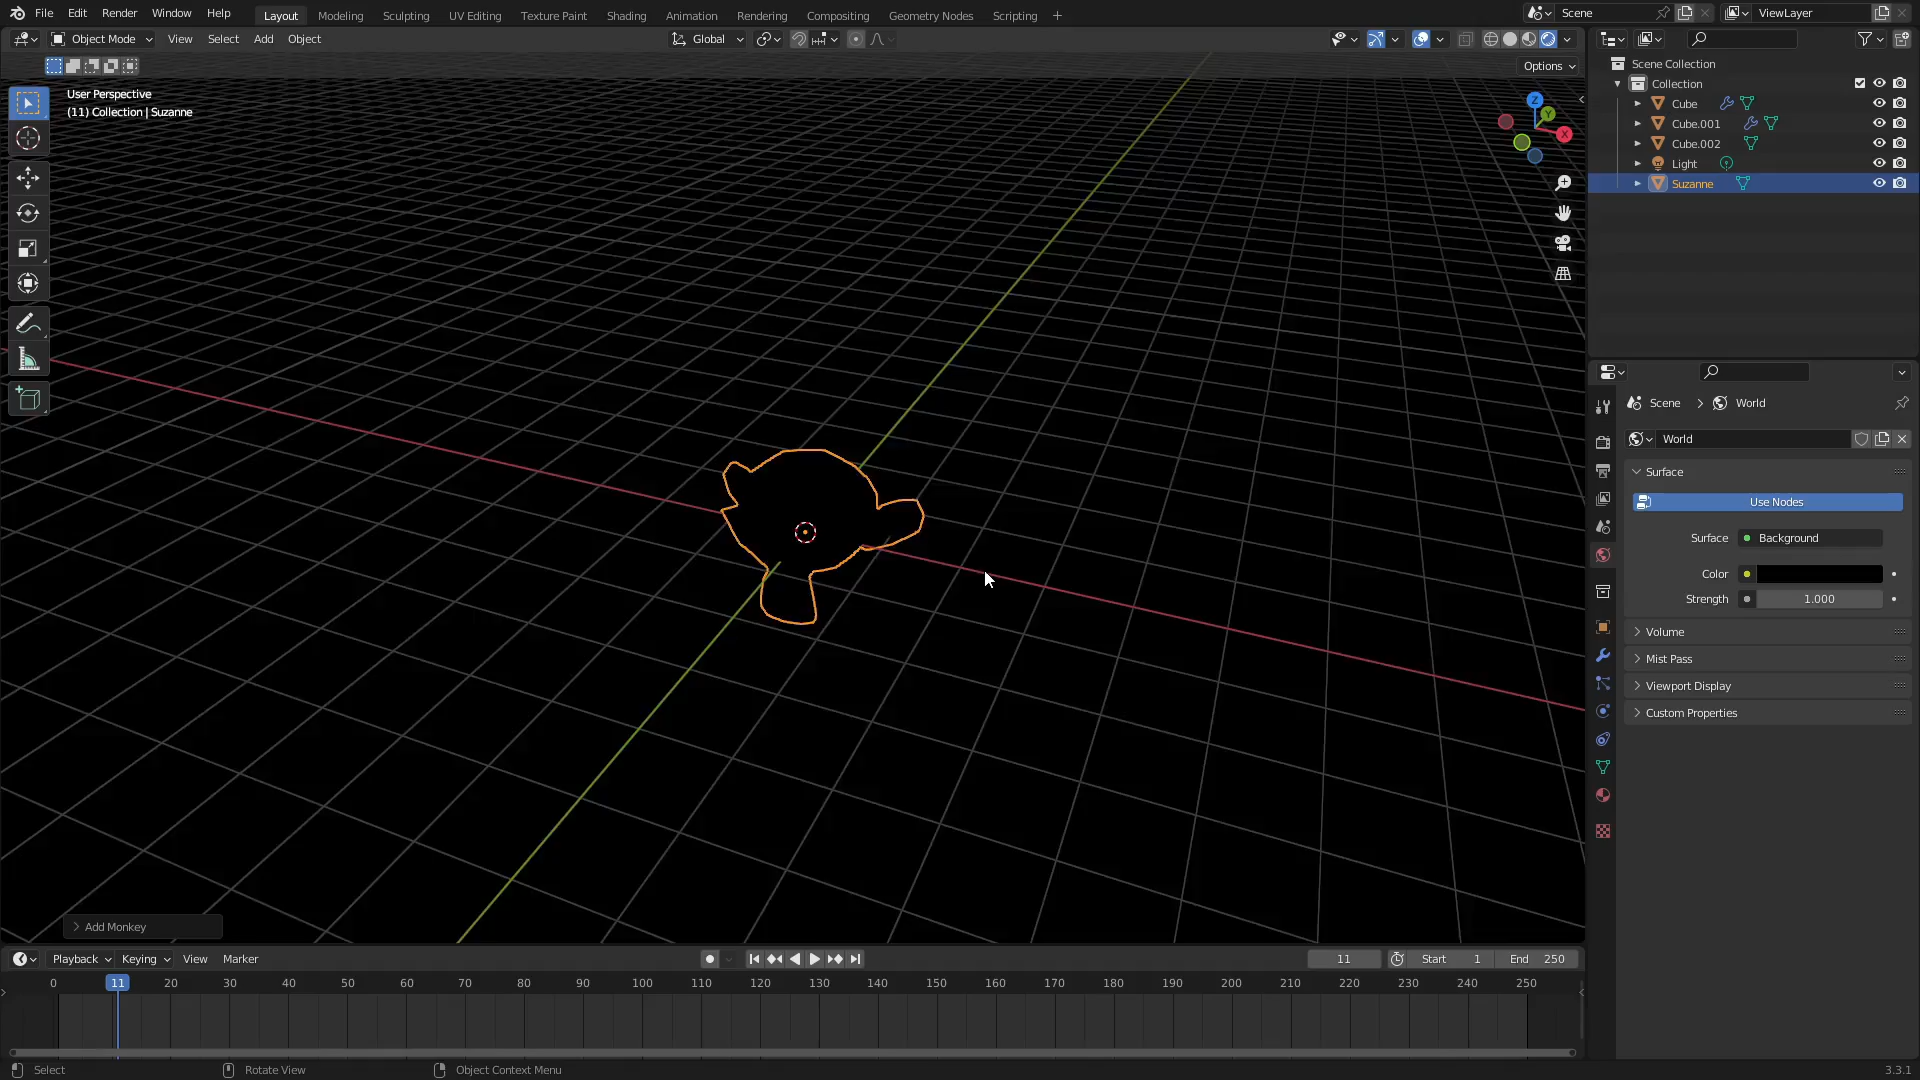 File Edit Render Window Help Layout Modeling Sculpting UV Editing Texture Paint Shading Animation Rendering Compositing Geometry Nodes Scripting + Scene ViewLayer
Object Mode View Select Add Object Global
Options
User Perspective
(11) Collection | Suzanne
Z
Y
X
Scene Collection
Collection
Cube
Cube.001
Cube.002
Light
Suzanne
Scene > World
World
Surface
Use Nodes
Surface Background
Color
Strength 1.000
Volume
Mist Pass
Viewport Display
Custom Properties
Add Monkey
Playback Keying View Marker 11 Start 1 End 250
0 11 20 30 40 50 60 70 80 90 100 110 120 130 140 150 160 170 180 190 200 210 220 230 240 250
Select Rotate View Object Context Menu 3.3.1